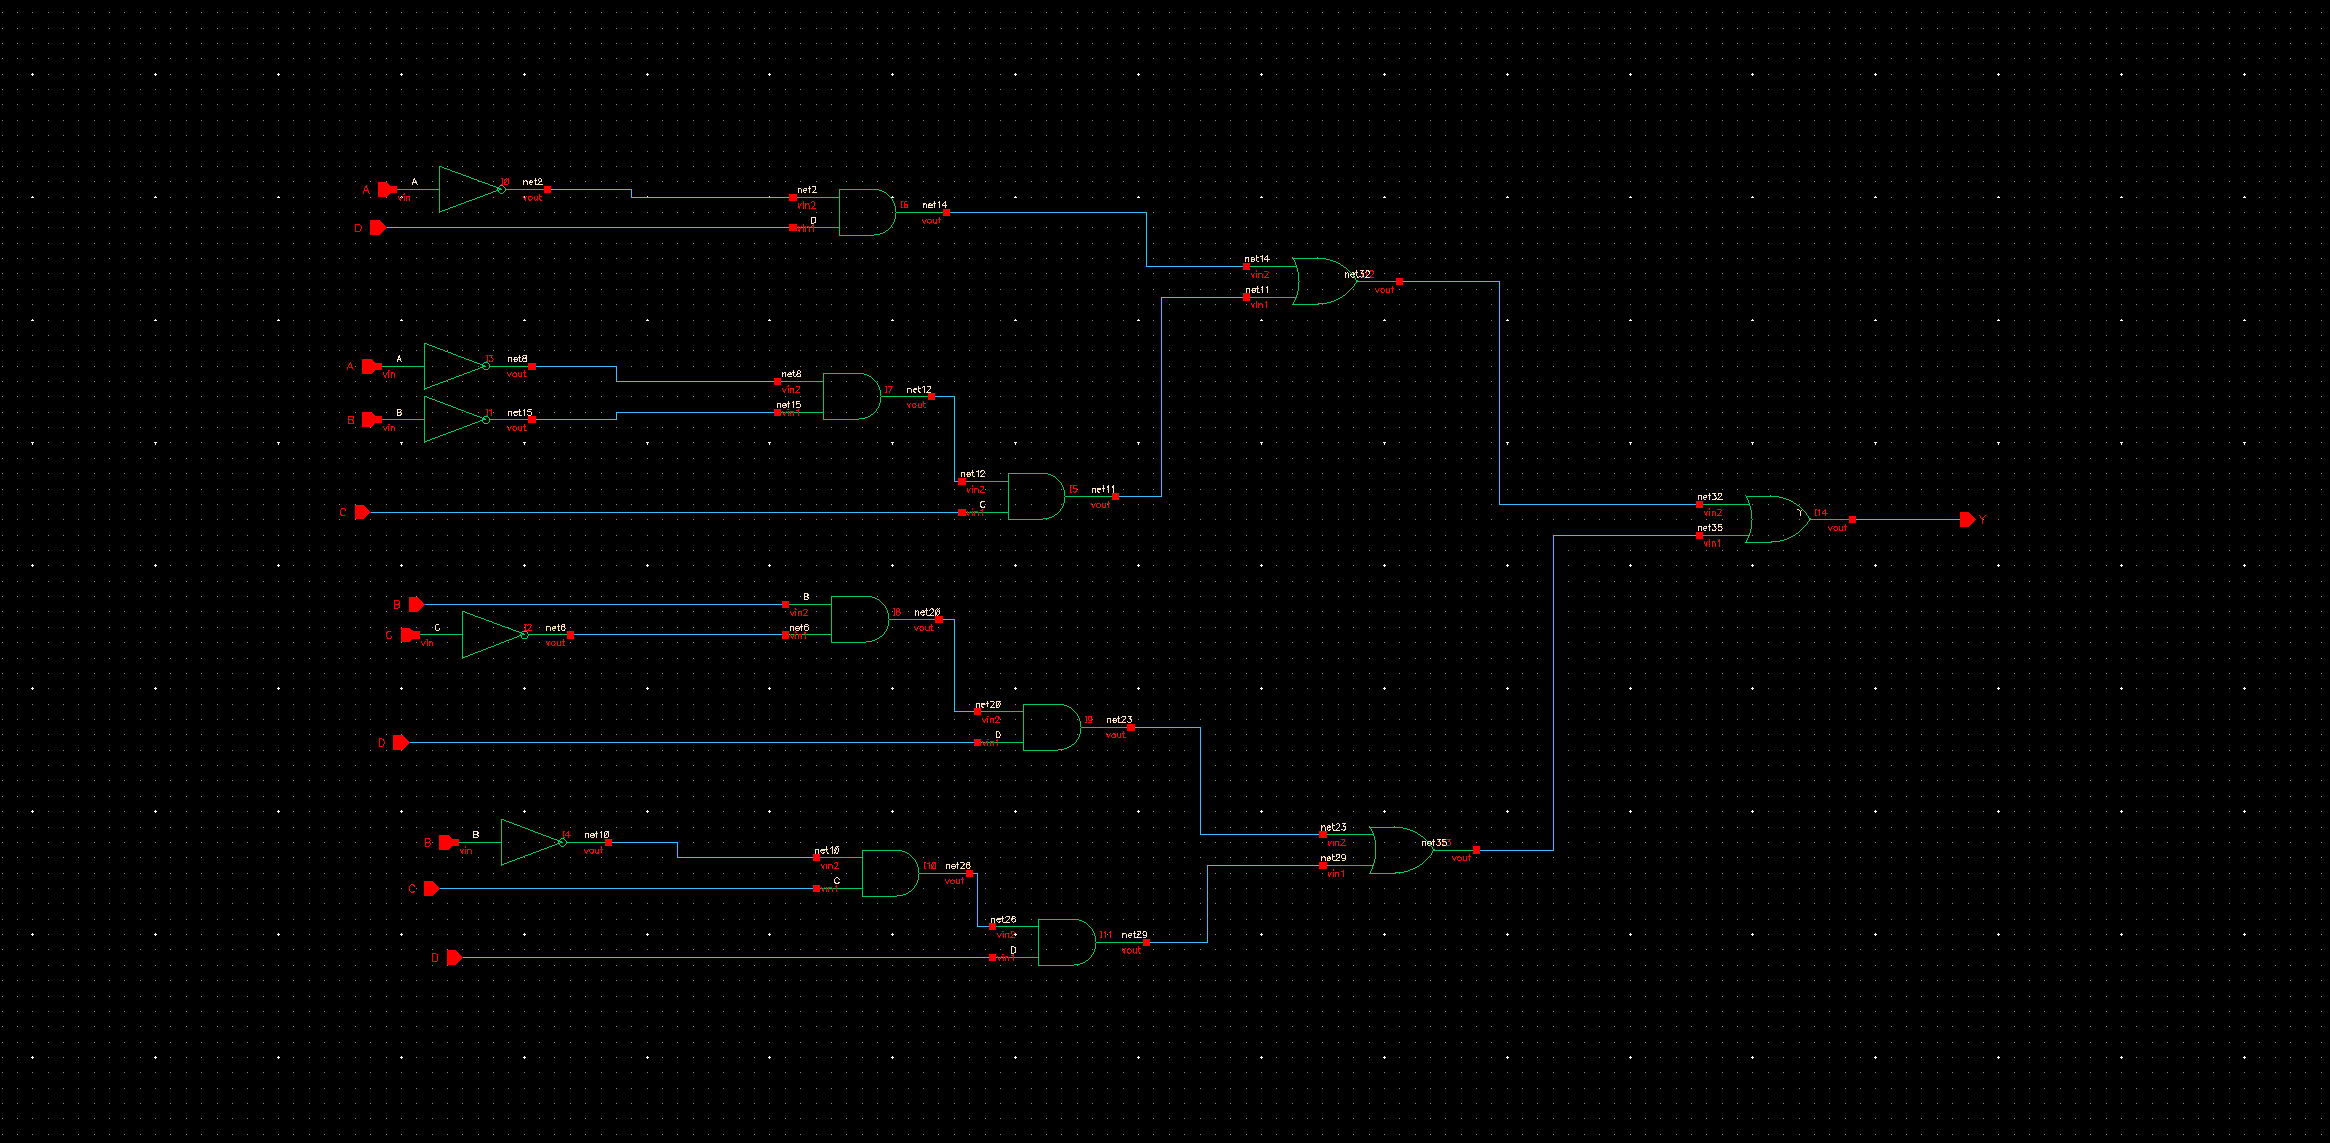 A A I0 net2 net2 I6 net14
vin vout vin2 vout
D D vin1
net14
vin2 net32
net11 vout
vin1
A A I3 net8 net8 I7 net12
vin vout vin2 vout
B B I1 net15 net15
vin vout vin1
net12 I5 net11
vin2 vout
C C vin1
net32 Y I14 Y
vin2 vout
net35
vin1
B B I8 net20
vin2 vout
C C I2 net6 net6
vin vout vin1
net20 I9 net23
vin2 vout
D D vin1
net23
vin2 net35
net29 vout
vin1
B B I4 net10 net10 I10 net26
vin vout vin2 vout
C C vin1
net26 I11 net29
vin2 vout
D D vin1